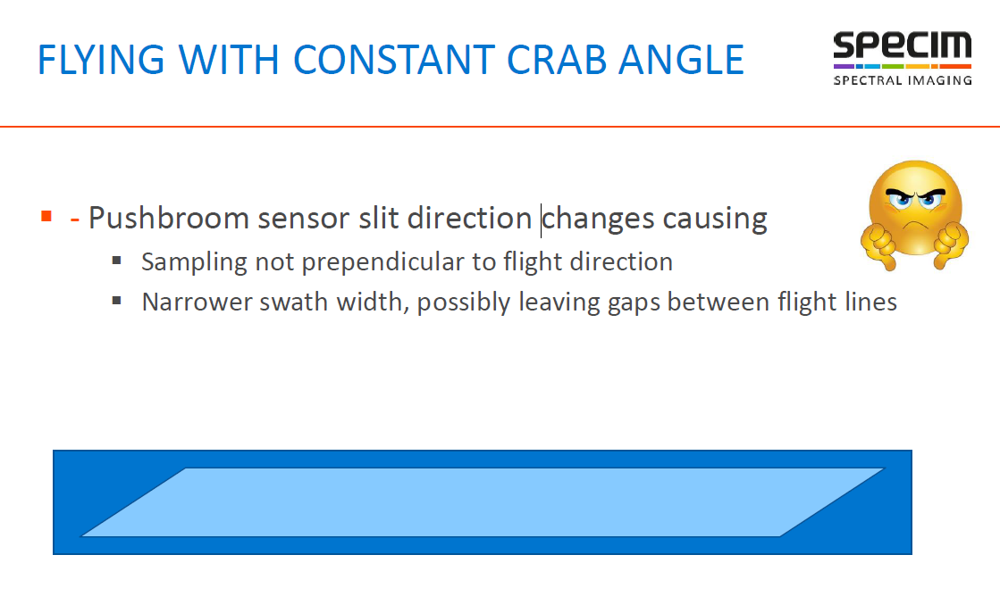 FLYING WITH CONSTANT CRAB ANGLE
SPECIM
SPECTRAL IMAGING
- Pushbroom sensor slit direction changes causing
Sampling not prependicular to flight direction
Narrower swath width, possibly leaving gaps between flight lines